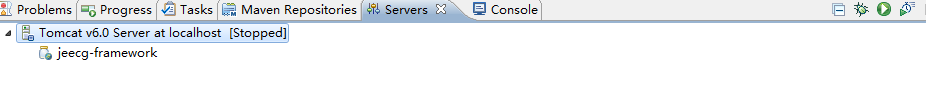 Problems Progress Tasks Maven Repositories Servers Console
Tomcat v6.0 Server at localhost [Stopped]
jeecg-framework